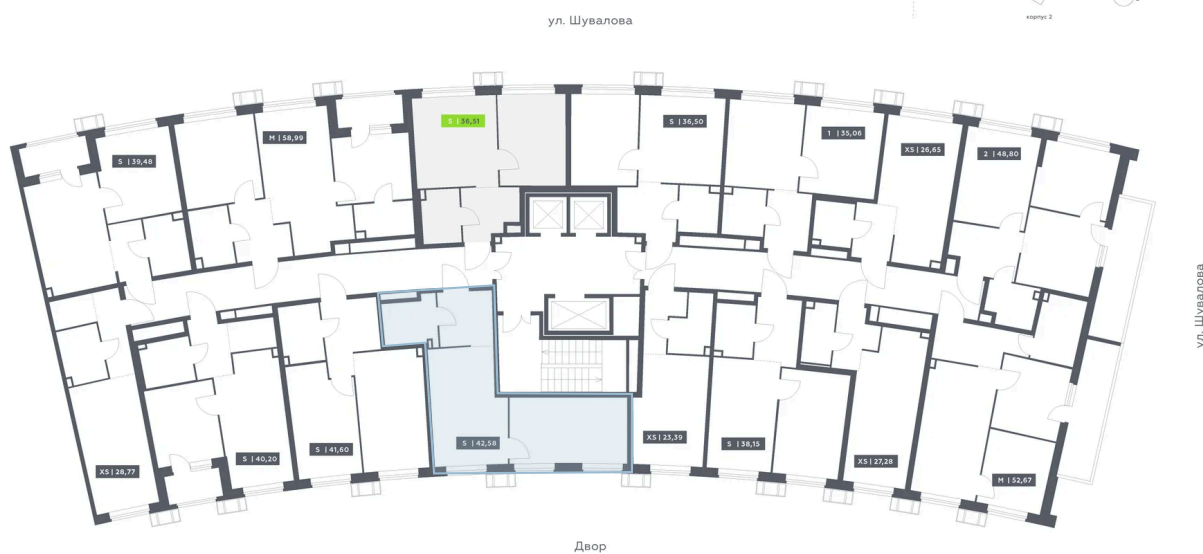 корпус 2
ул. Шувалова
S | 36,51
S | 36,50
M | 58,99
1 | 35,06
XS | 26,65
2 | 48,80
S | 39,48
ул. Шувалова
S | 42,58
XS | 23,39
S | 38,15
S | 41,60
S | 40,20
XS | 27,28
XS | 28,77
M | 52,67
Двор